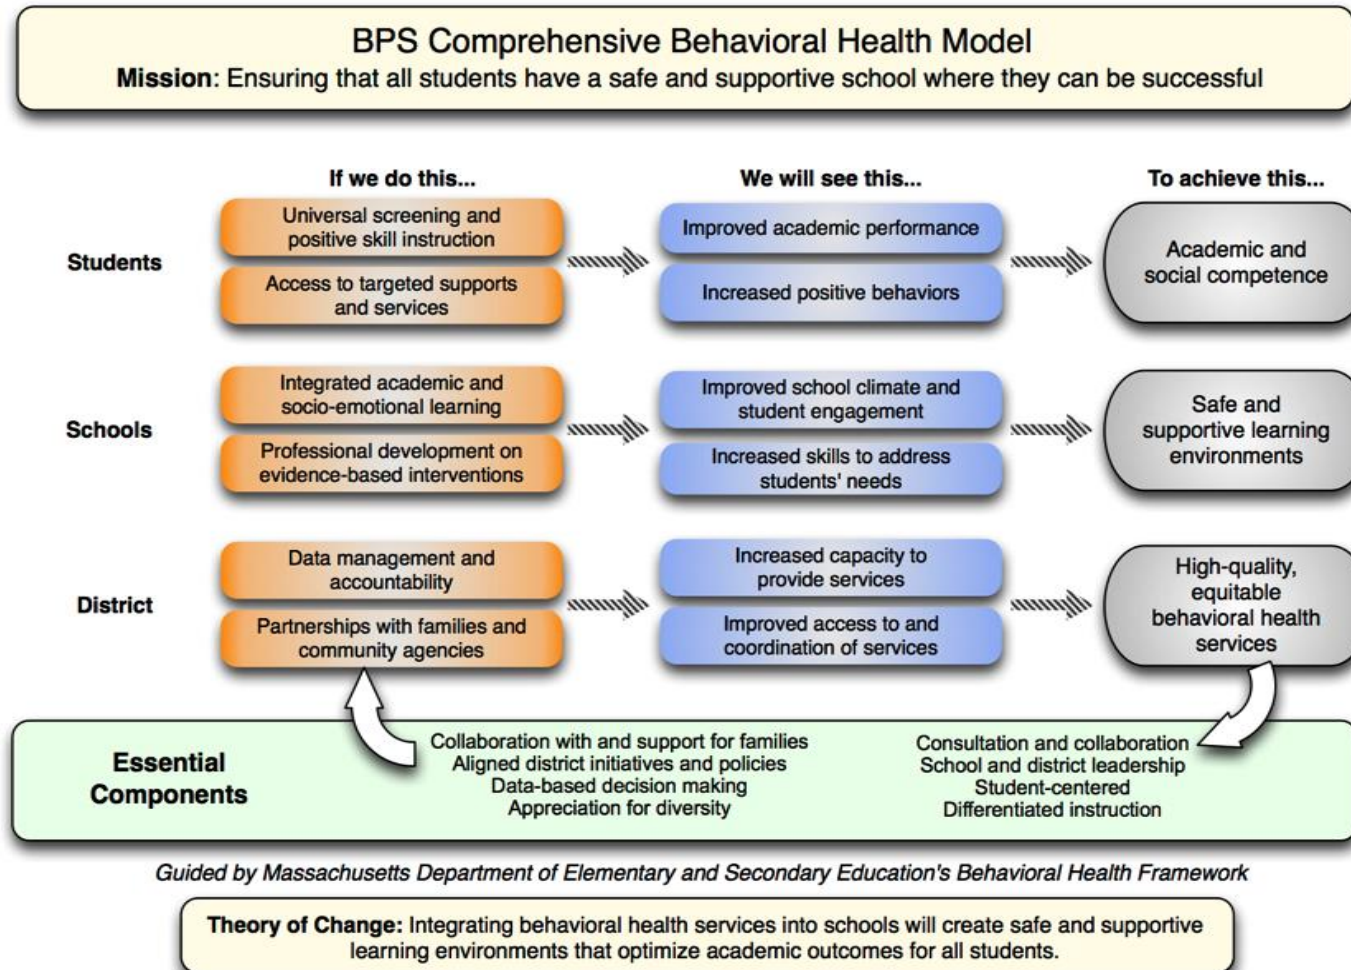 BPS Comprehensive Behavioral Health Model
Mission: Ensuring that all students have a safe and supportive school where they can be successful
If we do this...
We will see this...
To achieve this...
Students
Universal screening and
positive skill instruction
Access to targeted supports
and services
Improved academic performance
Increased positive behaviors
Academic and
social competence
Schools
Integrated academic and
socio-emotional learning
Professional development on
evidence-based interventions
Improved school climate and
student engagement
Increased skills to address
students' needs
Safe and
supportive learning
environments
District
Data management and
accountability
Partnerships with families and
community agencies
Increased capacity to
provide services
Improved access to and
coordination of services
High-quality,
equitable
behavioral health
services
Essential
Components
Collaboration with and support for families
Aligned district initiatives and policies
Data-based decision making
Appreciation for diversity
Consultation and collaboration
School and district leadership
Student-centered
Differentiated instruction
Guided by Massachusetts Department of Elementary and Secondary Education's Behavioral Health Framework
Theory of Change: Integrating behavioral health services into schools will create safe and supportive
learning environments that optimize academic outcomes for all students.